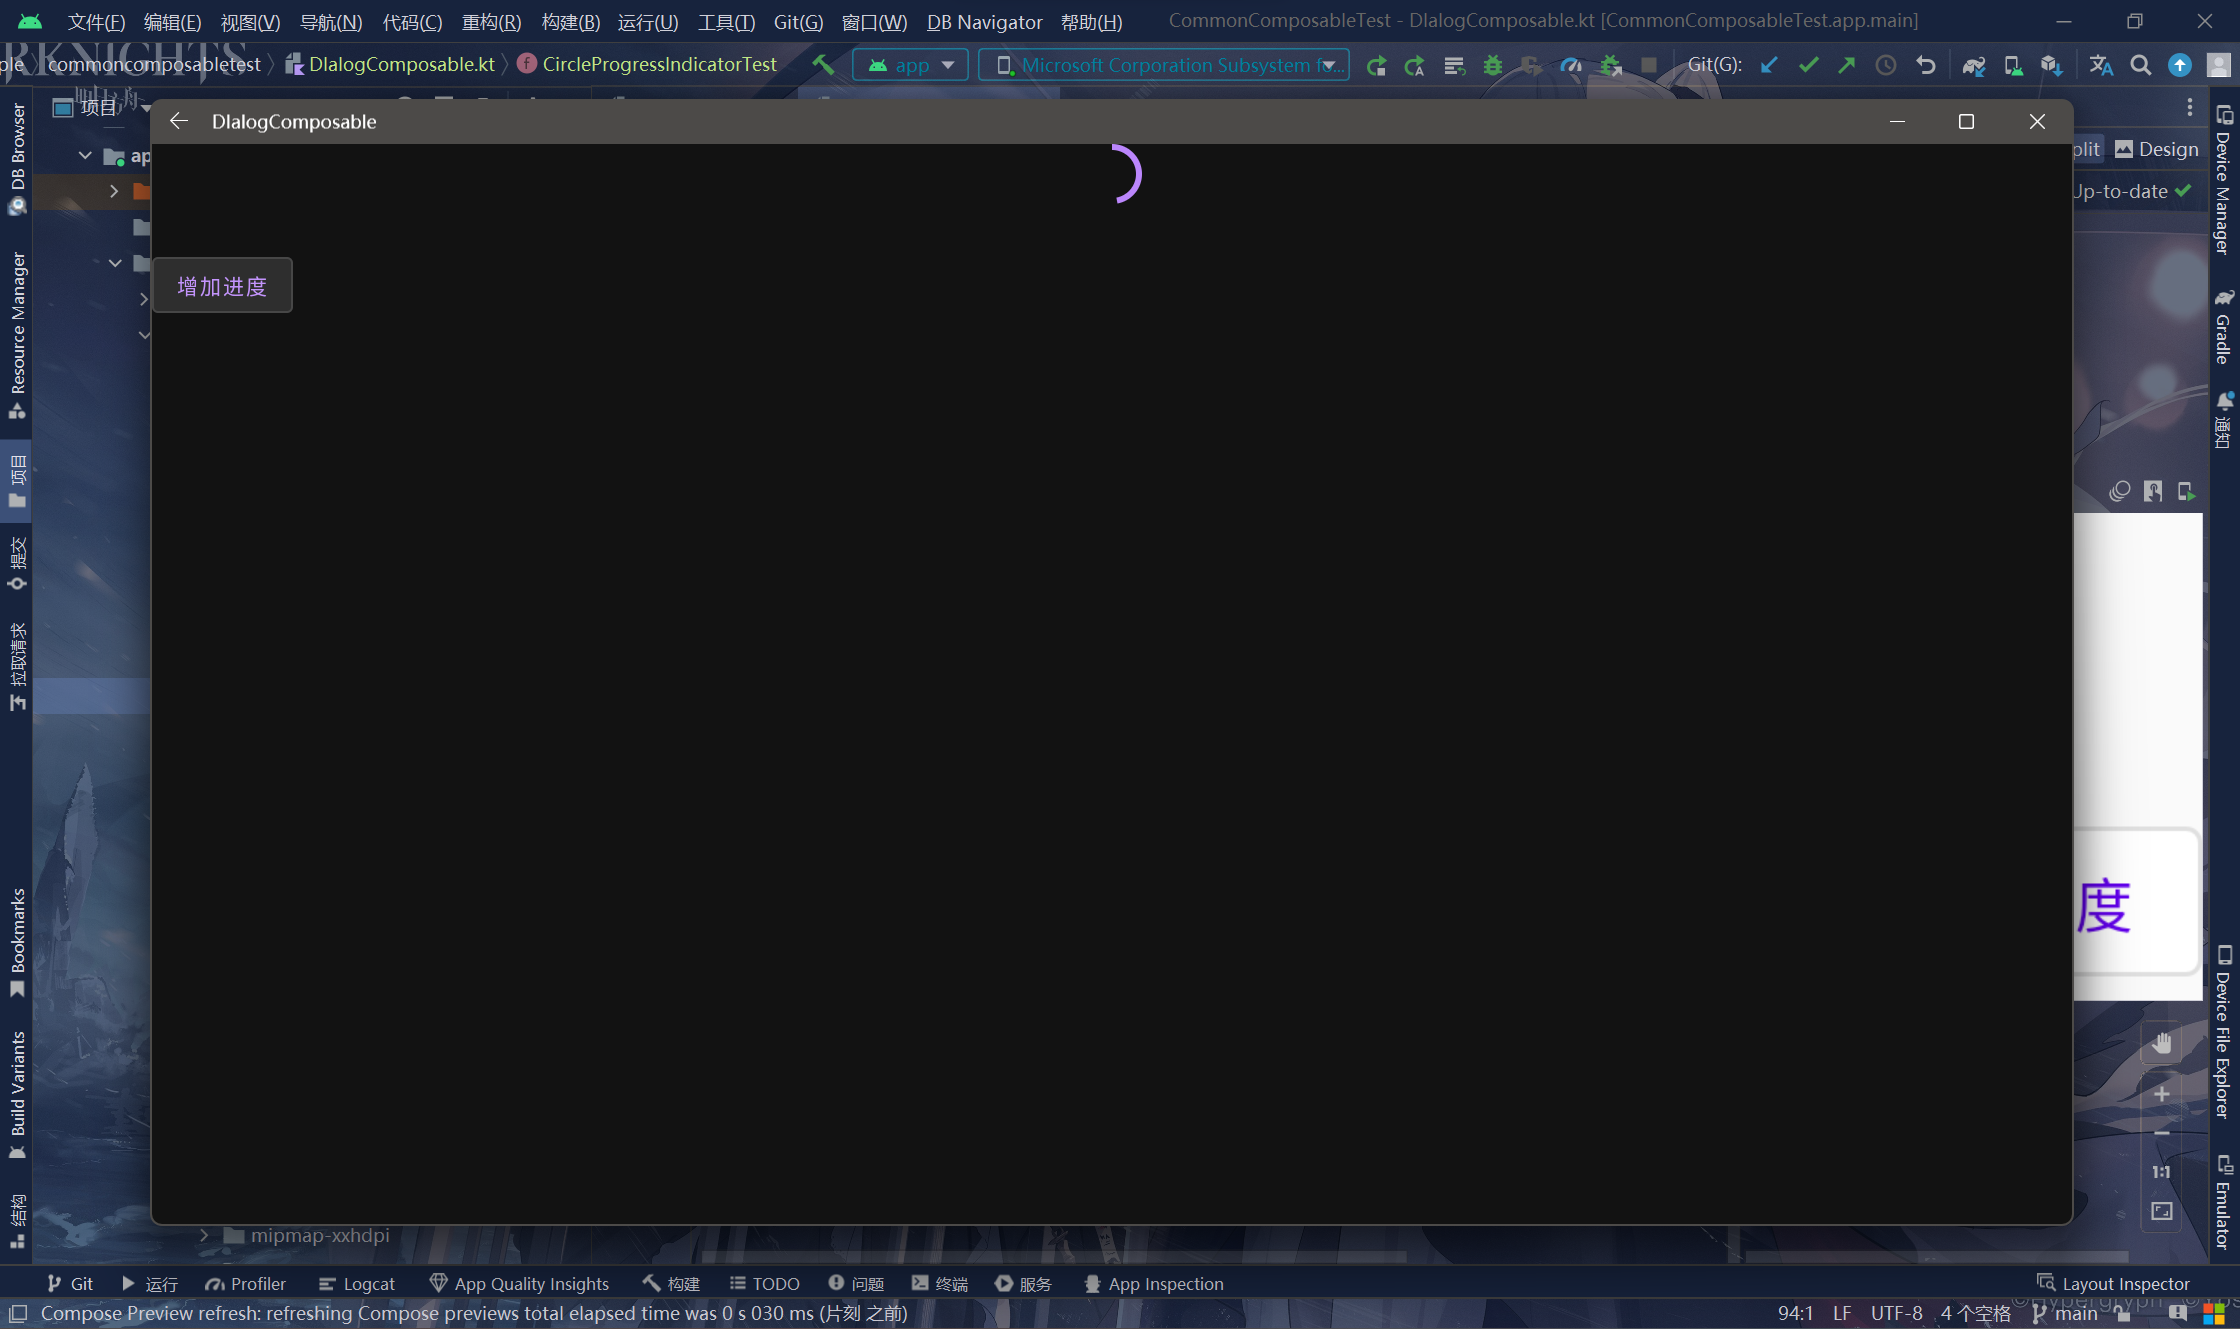 文件(F) 编辑(E) 视图(V) 导航(N) 代码(C) 重构(R) 构建(B) 运行(U) 工具(T) Git(G) 窗口(W) DB Navigator 帮助(H) CommonComposableTest - DIalogComposable.kt [CommonComposableTest.app.main]
ple commoncomposabletest DIalogComposable.kt CircleProgressIndicatorTest app Microsoft Corporation Subsystem fo... Git(G):
RKNIGHTS
项目
DIalogComposable
ap
plit Design
Up-to-date
增加进度
度
DB Browser
Resource Manager
项目
提交
拉取请求
Bookmarks
Build Variants
结构
Device Manager
Gradle
通知
Device File Explorer
Emulator
1:1
mipmap-xxhdpi
Git 运行 Profiler Logcat App Quality Insights 构建 TODO 问题 终端 服务 App Inspection Layout Inspector
Compose Preview refresh: refreshing Compose previews total elapsed time was 0 s 030 ms (片刻 之前) 94:1 LF UTF-8 4 个空格 main
©Hypergryph